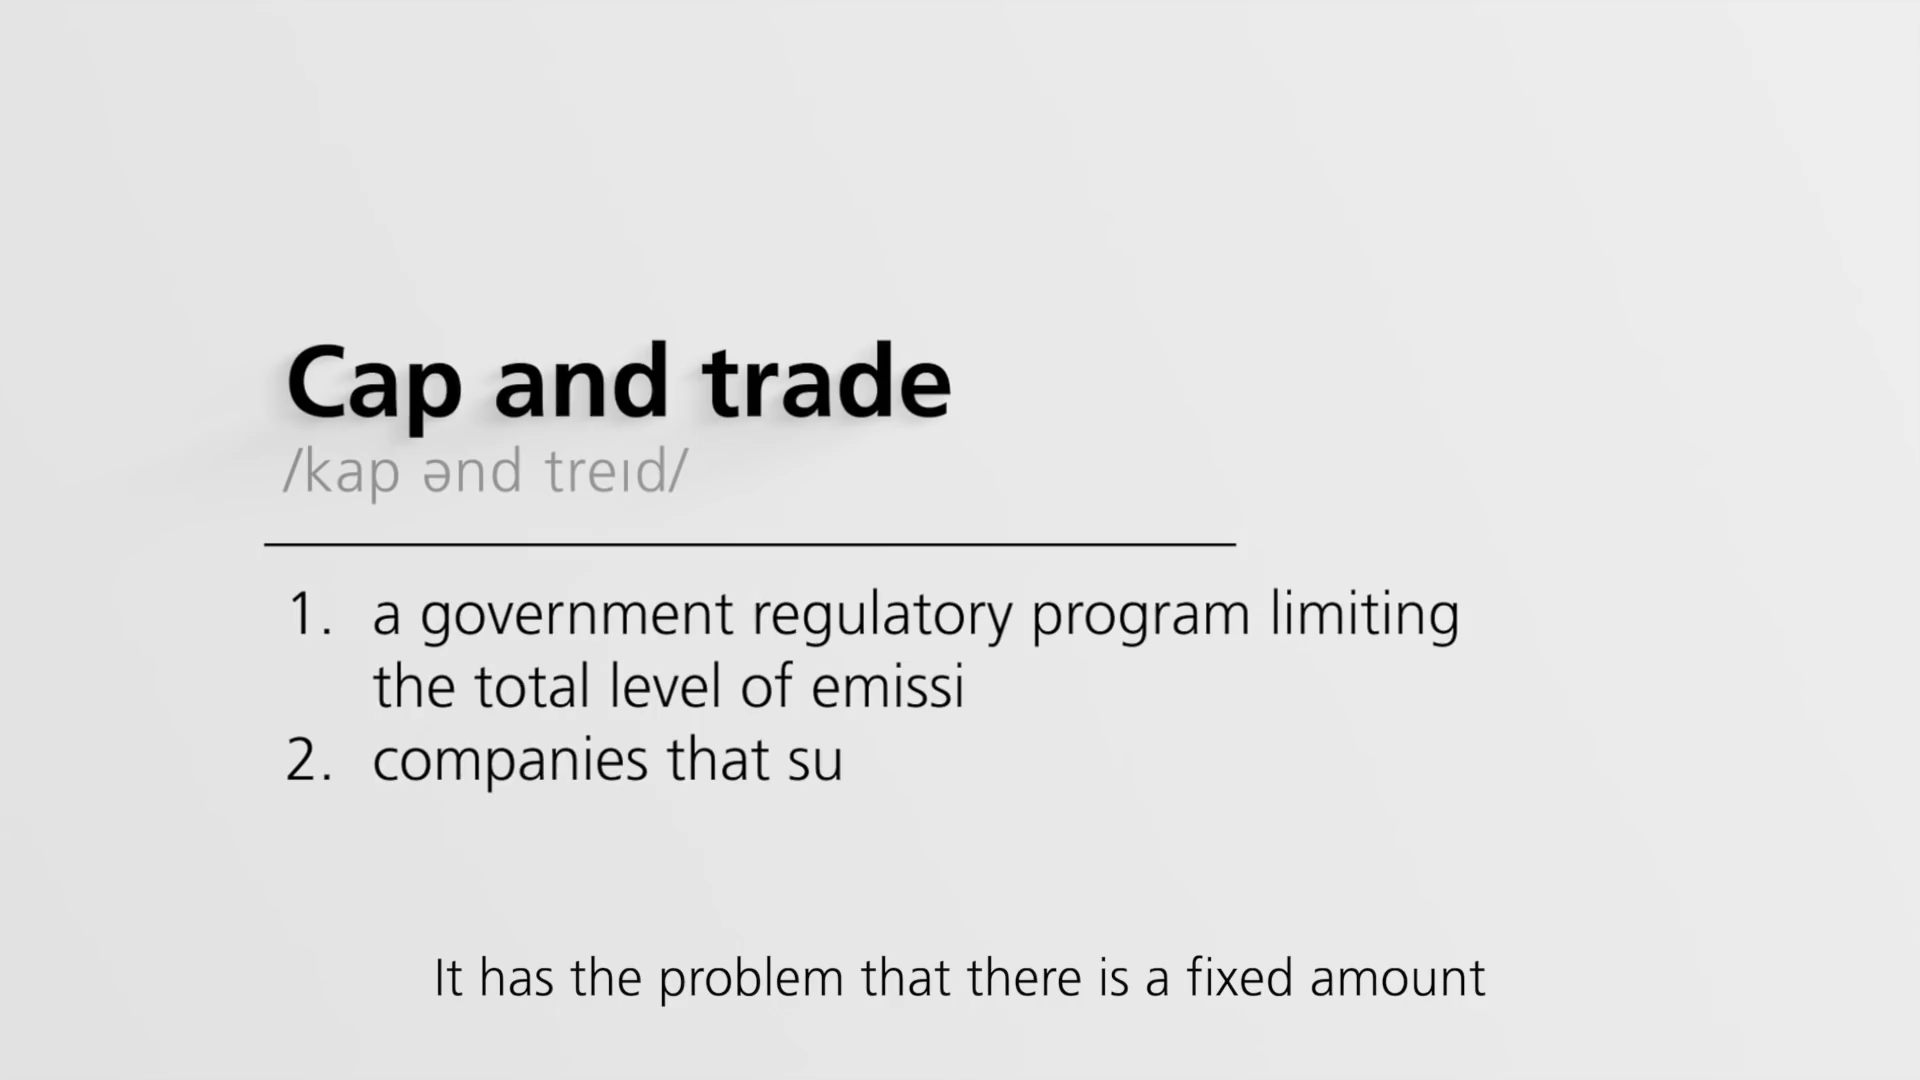 Cap and trade
/kap ənd treɪd/
1. a government regulatory program limiting
the total level of emissi
2. companies that su
It has the problem that there is a fixed amount